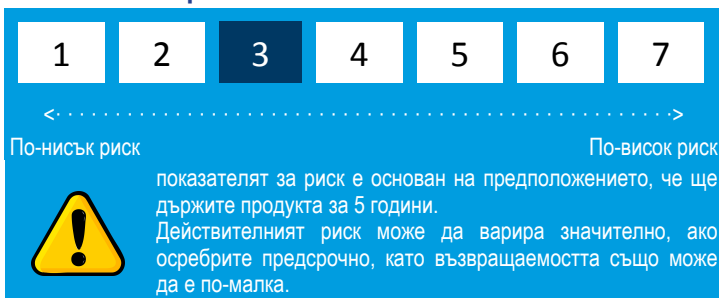 1 2 3 4 5 6 7
<· · · · · · · · · · · · · · · · · · · · · · · · · · · · · · · · · · · · · · · · · · · · · · · · · · · · · · ·>
По-нисък риск По-висок риск
показателят за риск е основан на предположението, че ще
държите продукта за 5 години.
Действителният риск може да варира значително, ако
осребрите предсрочно, като възвращаемостта също може
да е по-малка.